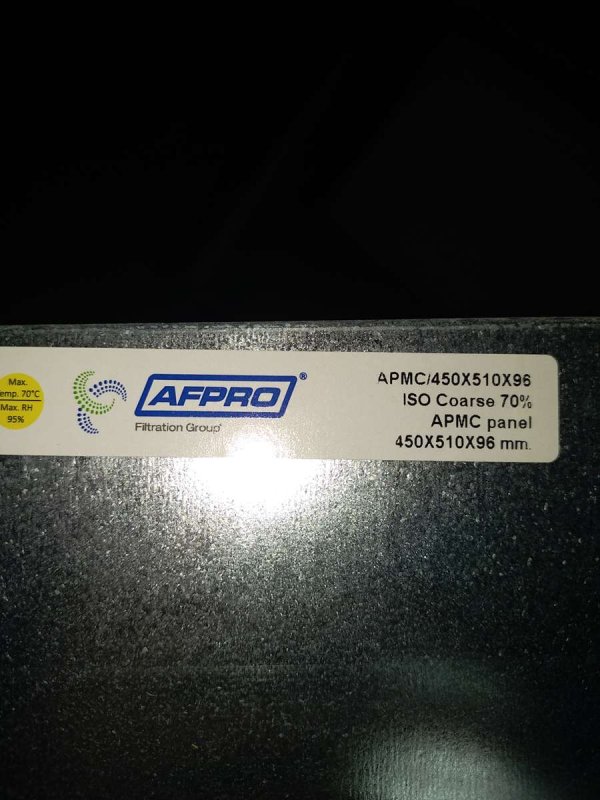 Max.
Temp. 70°C
Max. RH
95%
AFPRO®
Filtration Group®
APMC/450X510X96
ISO Coarse 70%
APMC panel
450X510X96 mm.